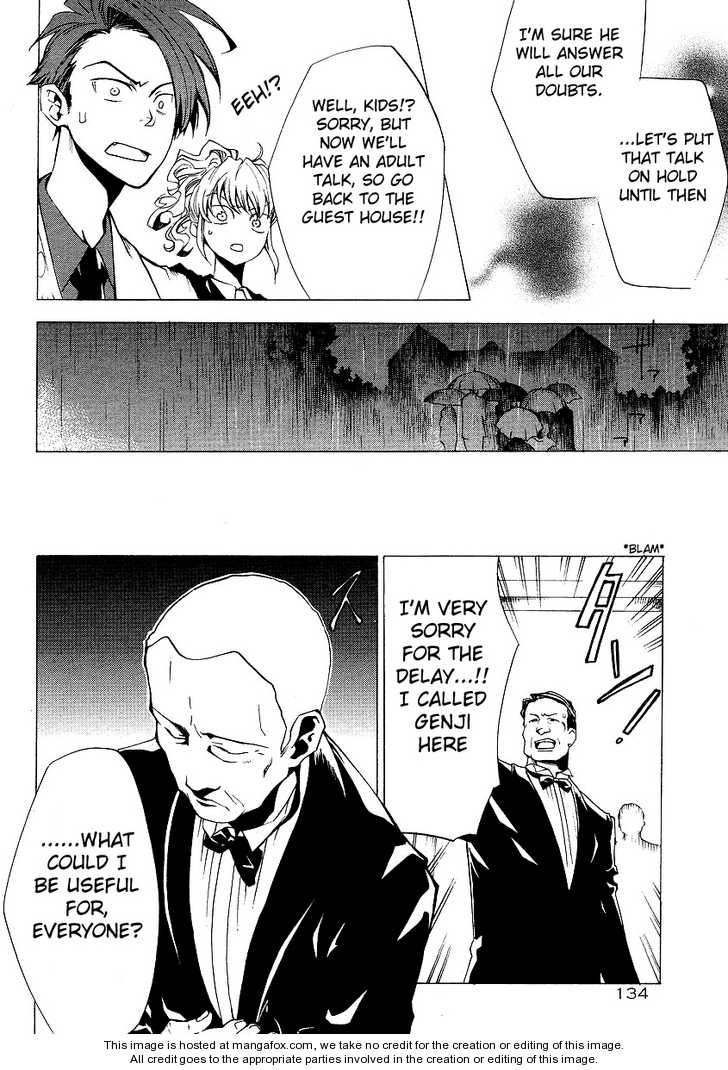 I'M SURE HE
WILL ANSWER
ALL OUR
DOUBTS.
...LET'S PUT
THAT TALK
ON HOLD
UNTIL THEN
WELL, KIDS!?
SORRY, BUT
NOW WE'LL
HAVE AN ADULT
TALK, SO GO
BACK TO THE
GUEST HOUSE!!
EEH!?
*BLAM*
I'M VERY
SORRY
FOR THE
DELAY...!!
I CALLED
GENJI
HERE
......WHAT
COULD I
BE USEFUL
FOR,
EVERYONE?
134
This image is hosted at mangafox.com, we take no credit for the creation or editing of this image.
All credit goes to the appropriate parties involved in the creation or editing of this image.